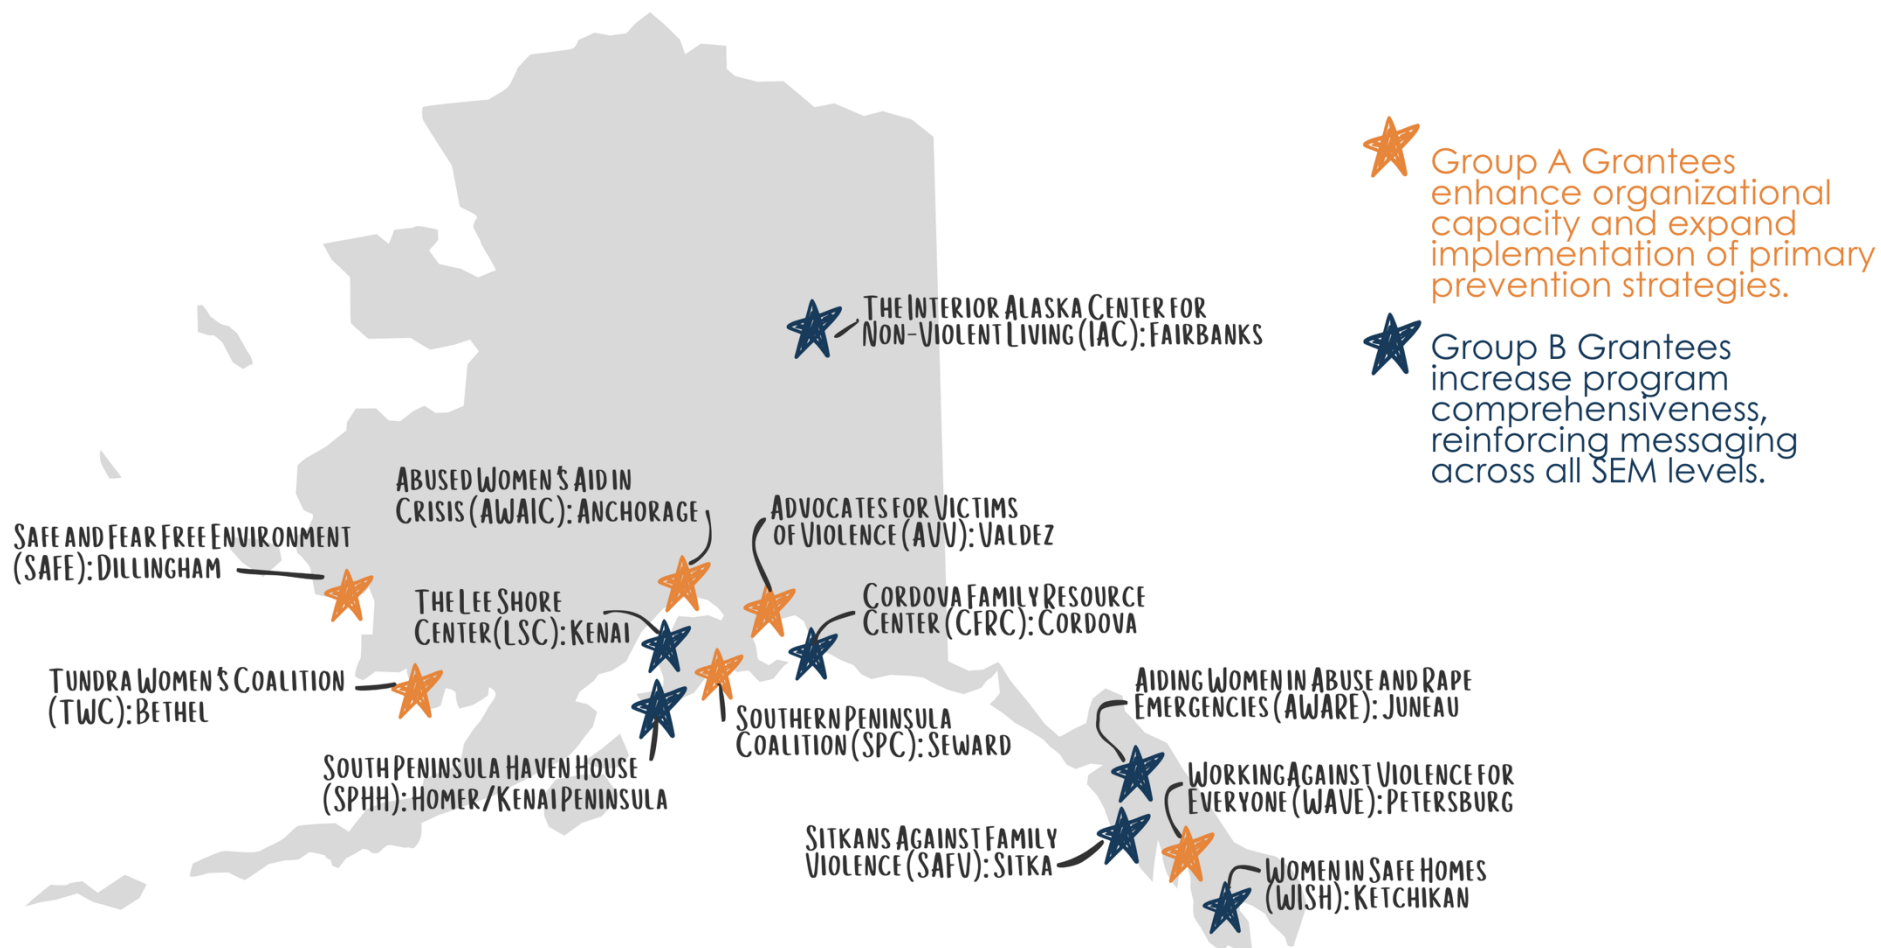 Group A Grantees
enhance organizational
capacity and expand
implementation of primary
prevention strategies.
Group B Grantees
increase program
comprehensiveness,
reinforcing messaging
across all SEM levels.
The Interior Alaska Center for
Non-Violent Living (IAC): Fairbanks
Abused Women's Aid in
Crisis (AWAIC): Anchorage
Advocates for Victims
of Violence (AVV): Valdez
Safe and Fear Free Environment
(SAFE): Dillingham
The Lee Shore
Center(LSC): Kenai
Cordova Family Resource
Center (CFRC): Cordova
Tundra Women's Coalition
(TWC): Bethel
Southern Peninsula
Coalition (SPC): Seward
Aiding Women in Abuse and Rape
Emergencies (AWARE): Juneau
South Peninsula Haven House
(SPHH): Homer/Kenai Peninsula
Working Against Violence for
Everyone (WAVE): Petersburg
Sitkans Against Family
Violence (SAFV): Sitka
Women in Safe Homes
(WISH): Ketchikan